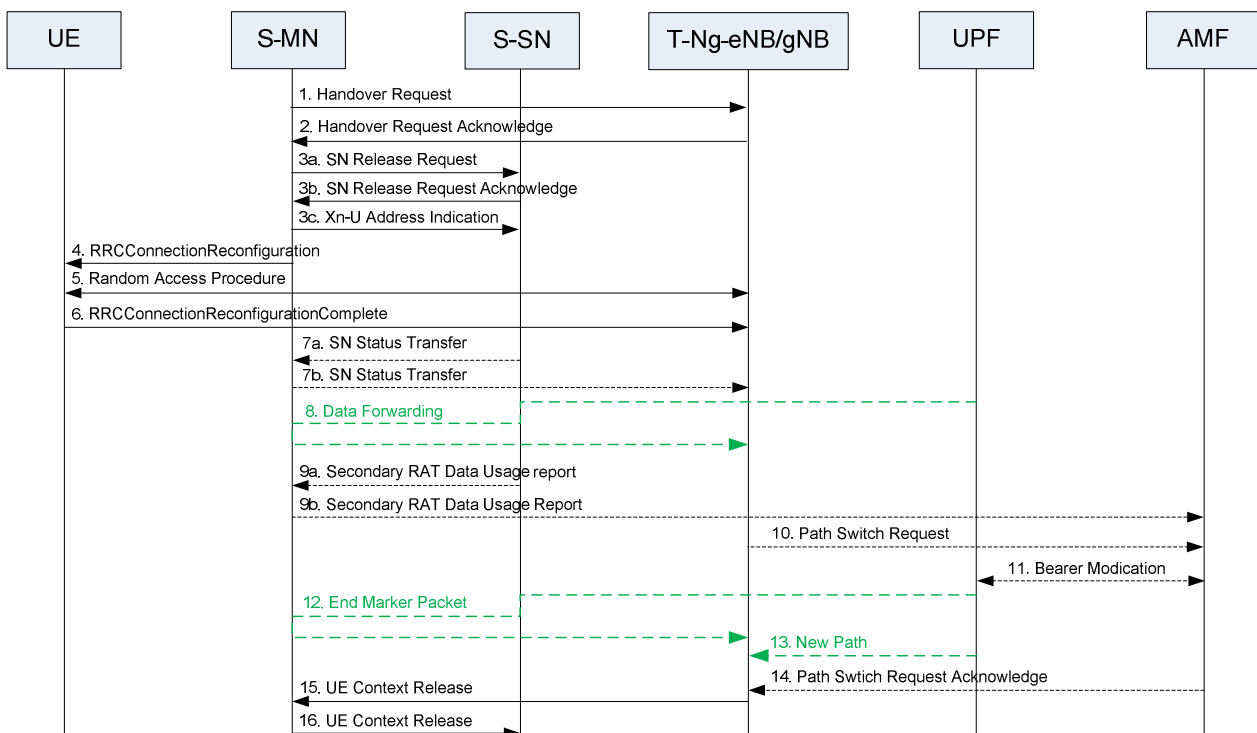 UE
S-MN
S-SN
T-Ng-eNB/gNB
UPF
AMF
1. Handover Request
2. Handover Request Acknowledge
3a. SN Release Request
3b. SN Release Request Acknowledge
3c. Xn-U Address Indication
4. RRCConnectionReconfiguration
5. Random Access Procedure
6. RRCConnectionReconfigurationComplete
7a. SN Status Transfer
7b. SN Status Transfer
8. Data Forwarding
9a. Secondary RAT Data Usage report
9b. Secondary RAT Data Usage Report
10. Path Switch Request
11. Bearer Modication
12. End Marker Packet
13. New Path
14. Path Swtich Request Acknowledge
15. UE Context Release
16. UE Context Release